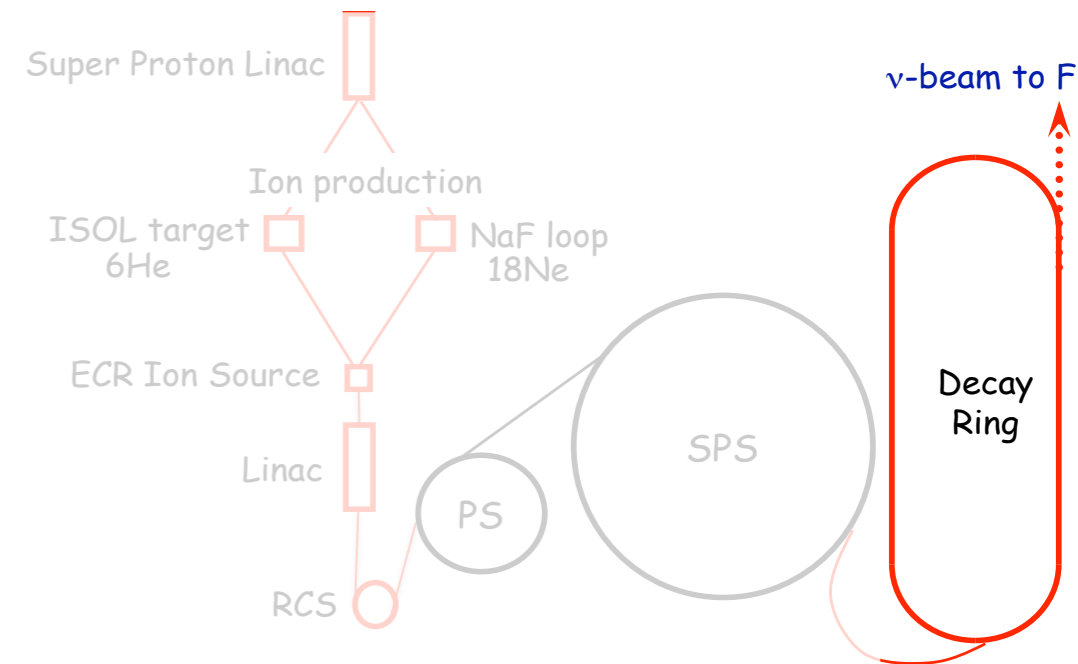 Super Proton Linac
ν-beam to F
Ion production
ISOL target
6He
NaF loop
18Ne
ECR Ion Source
Decay
Ring
Linac
SPS
PS
RCS